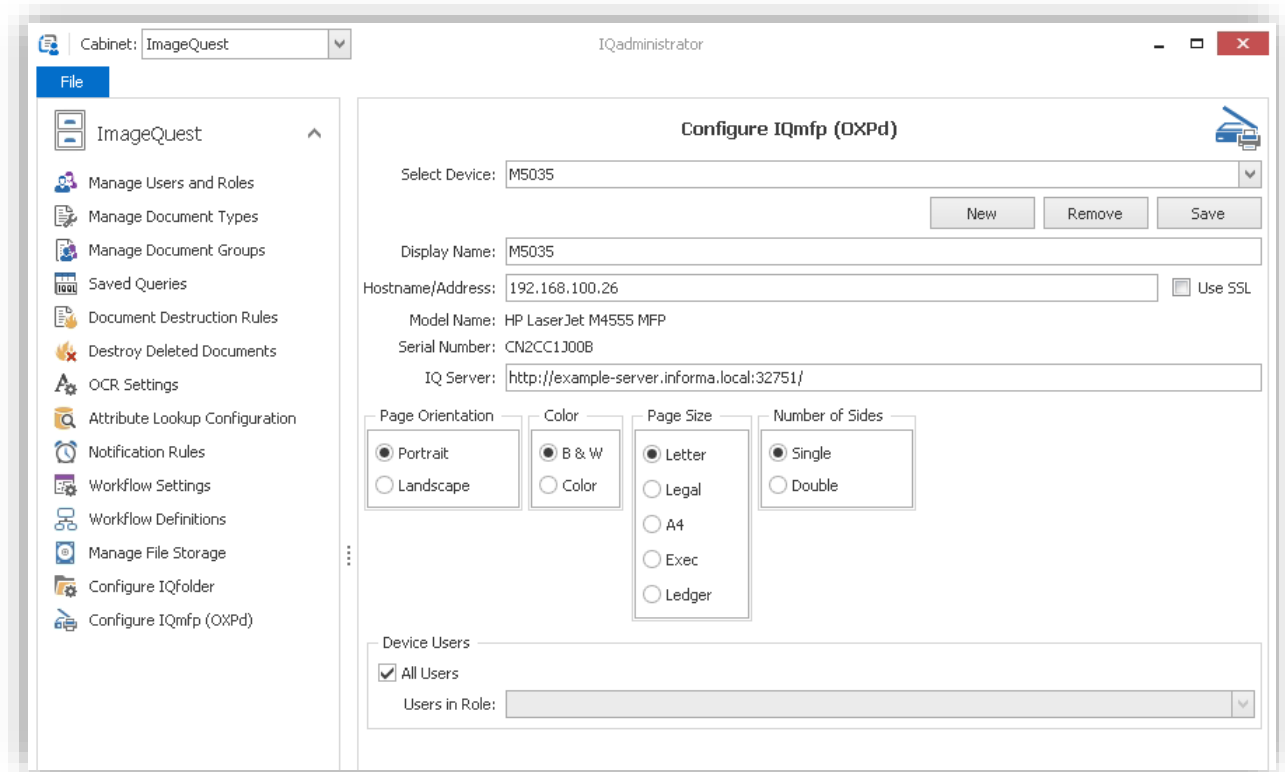 Cabinet: ImageQuest
IQadministrator
File
ImageQuest
Manage Users and Roles
Manage Document Types
Manage Document Groups
IQQL Saved Queries
Document Destruction Rules
Destroy Deleted Documents
OCR Settings
Attribute Lookup Configuration
Notification Rules
Workflow Settings
Workflow Definitions
Manage File Storage
Configure IQfolder
Configure IQmfp (OXPd)
Configure IQmfp (OXPd)
Select Device: M5035
New Remove Save
Display Name: M5035
Hostname/Address: 192.168.100.26 Use SSL
Model Name: HP LaserJet M4555 MFP
Serial Number: CN2CC1J00B
IQ Server: http://example-server.informa.local:32751/
Page Orientation
Portrait
Landscape
Color
B & W
Color
Page Size
Letter
Legal
A4
Exec
Ledger
Number of Sides
Single
Double
Device Users
All Users
Users in Role: